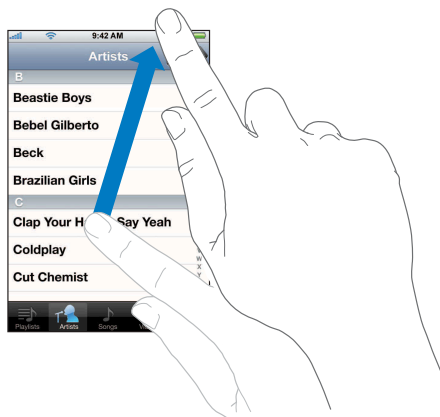 9:42 AM
Artists
B
Beastie Boys
Bebel Gilberto
Beck
Brazilian Girls
C
Clap Your H Say Yeah
Coldplay
W
X
Y
Cut Chemist
Playlists Artists Songs